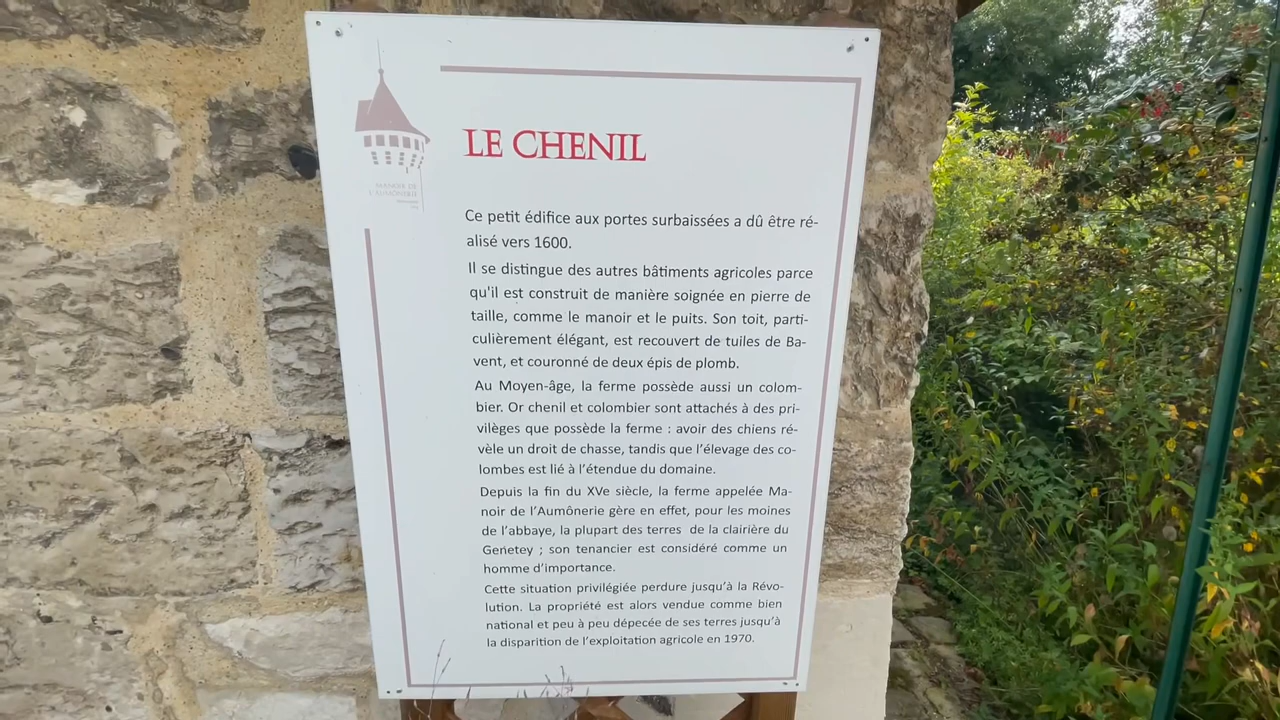 MANOIR DE
L'AUMÔNERIE
LE CHENIL
Ce petit édifice aux portes surbaissées a dû être ré-
alisé vers 1600.
Il se distingue des autres bâtiments agricoles parce
qu'il est construit de manière soignée en pierre de
taille, comme le manoir et le puits. Son toit, parti-
culièrement élégant, est recouvert de tuiles de Ba-
vent, et couronné de deux épis de plomb.
Au Moyen-âge, la ferme possède aussi un colom-
bier. Or chenil et colombier sont attachés à des pri-
vilèges que possède la ferme : avoir des chiens ré-
vèle un droit de chasse, tandis que l'élevage des co-
lombes est lié à l'étendue du domaine.
Depuis la fin du XVe siècle, la ferme appelée Ma-
noir de l'Aumônerie gère en effet, pour les moines
de l'abbaye, la plupart des terres de la clairière du
Genetey ; son tenancier est considéré comme un
homme d'importance.
Cette situation privilégiée perdure jusqu'à la Révo-
lution. La propriété est alors vendue comme bien
national et peu à peu dépecée de ses terres jusqu'à
la disparition de l'exploitation agricole en 1970.